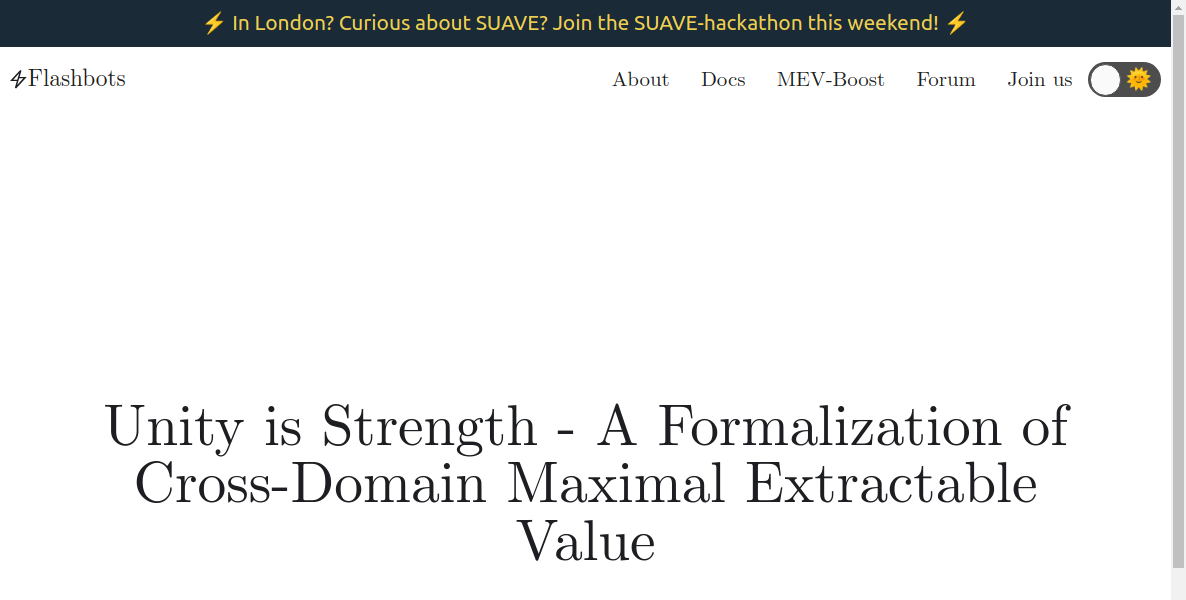 ⚡ In London? Curious about SUAVE? Join the SUAVE-hackathon this weekend! ⚡
Flashbots
About Docs MEV-Boost Forum Join us
Unity is Strength - A Formalization of
Cross-Domain Maximal Extractable
Value